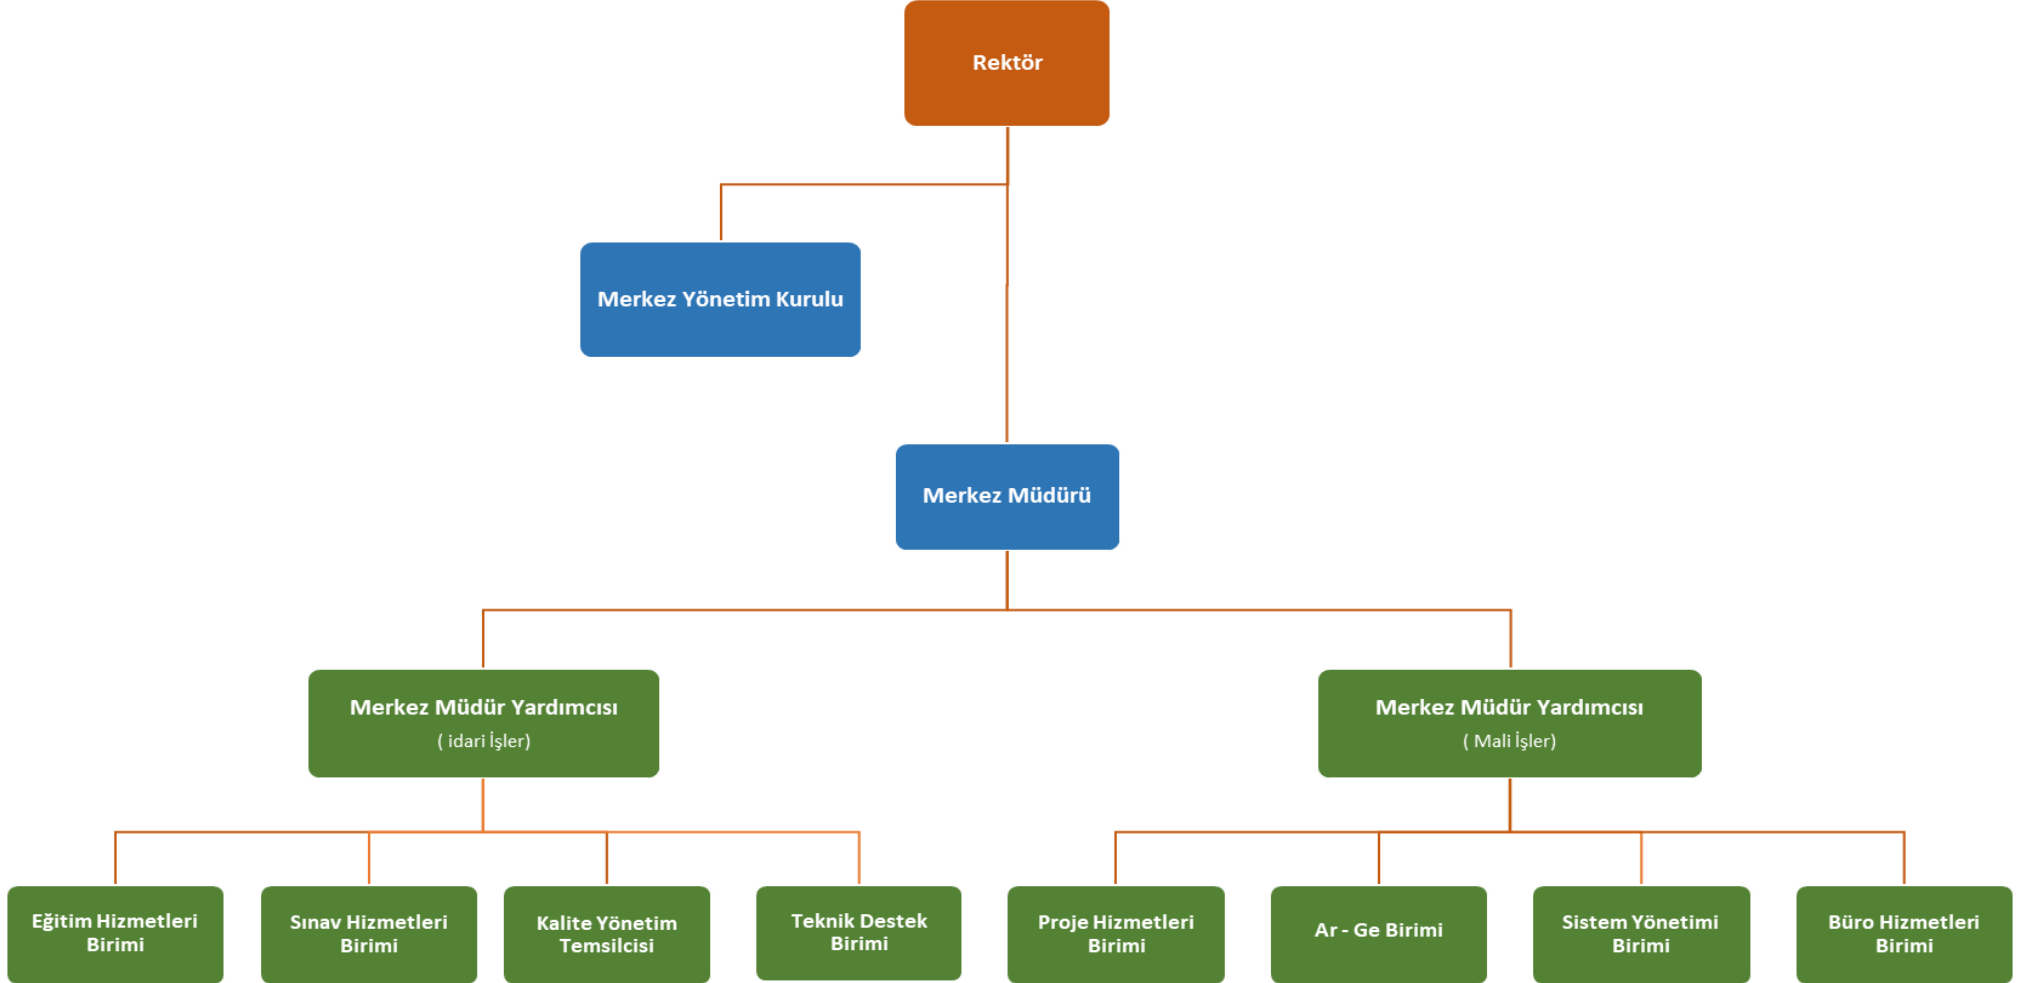 Rektör
Merkez Yönetim Kurulu
Merkez Müdürü
Merkez Müdür Yardımcısı
( idari İşler)
Merkez Müdür Yardımcısı
( Mali İşler)
Eğitim Hizmetleri
Birimi
Sınav Hizmetleri
Birimi
Kalite Yönetim
Temsilcisi
Teknik Destek
Birimi
Proje Hizmetleri
Birimi
Ar - Ge Birimi
Sistem Yönetimi
Birimi
Büro Hizmetleri
Birimi